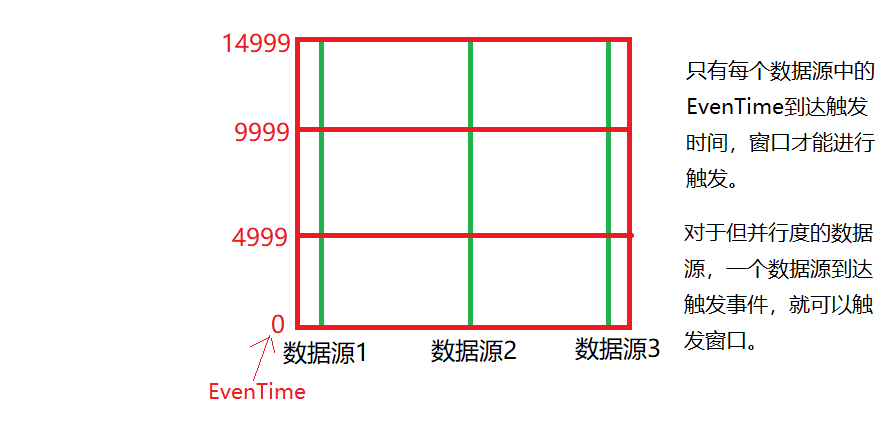 14999
9999
4999
0
数据源1
数据源2
数据源3
EvenTime
只有每个数据源中的
EvenTime到达触发
时间，窗口才能进行
触发。
对于但并行度的数据
源，一个数据源到达
触发事件，就可以触
发窗口。